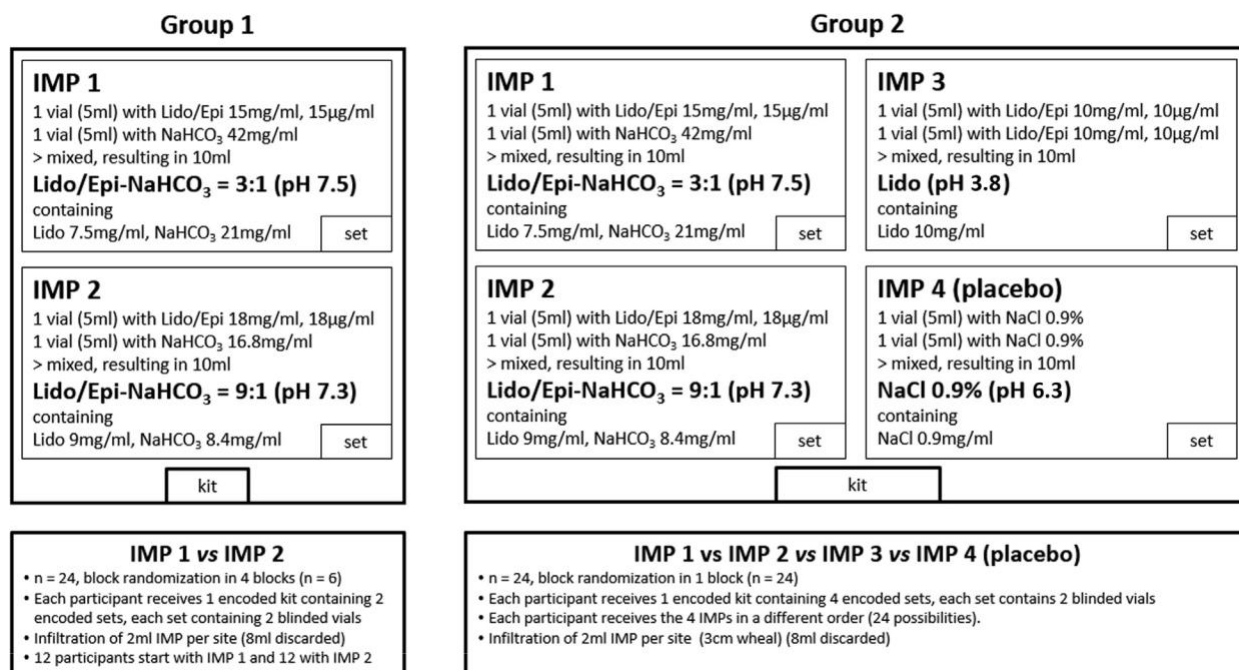 Group 1
IMP 1
1 vial (5ml) with Lido/Epi 15mg/ml, 15µg/ml
1 vial (5ml) with NaHCO₃ 42mg/ml
> mixed, resulting in 10ml
Lido/Epi-NaHCO₃ = 3:1 (pH 7.5)
containing
Lido 7.5mg/ml, NaHCO₃ 21mg/ml
set
IMP 2
1 vial (5ml) with Lido/Epi 18mg/ml, 18µg/ml
1 vial (5ml) with NaHCO₃ 16.8mg/ml
> mixed, resulting in 10ml
Lido/Epi-NaHCO₃ = 9:1 (pH 7.3)
containing
Lido 9mg/ml, NaHCO₃ 8.4mg/ml
set
kit
IMP 1 vs IMP 2
• n = 24, block randomization in 4 blocks (n = 6)
• Each participant receives 1 encoded kit containing 2
encoded sets, each set containing 2 blinded vials
• Infiltration of 2ml IMP per site (8ml discarded)
• 12 participants start with IMP 1 and 12 with IMP 2
Group 2
IMP 1
1 vial (5ml) with Lido/Epi 15mg/ml, 15µg/ml
1 vial (5ml) with NaHCO₃ 42mg/ml
> mixed, resulting in 10ml
Lido/Epi-NaHCO₃ = 3:1 (pH 7.5)
containing
Lido 7.5mg/ml, NaHCO₃ 21mg/ml
set
IMP 3
1 vial (5ml) with Lido/Epi 10mg/ml, 10µg/ml
1 vial (5ml) with Lido/Epi 10mg/ml, 10µg/ml
> mixed, resulting in 10ml
Lido (pH 3.8)
containing
Lido 10mg/ml
set
IMP 2
1 vial (5ml) with Lido/Epi 18mg/ml, 18µg/ml
1 vial (5ml) with NaHCO₃ 16.8mg/ml
> mixed, resulting in 10ml
Lido/Epi-NaHCO₃ = 9:1 (pH 7.3)
containing
Lido 9mg/ml, NaHCO₃ 8.4mg/ml
set
IMP 4 (placebo)
1 vial (5ml) with NaCl 0.9%
1 vial (5ml) with NaCl 0.9%
> mixed, resulting in 10ml
NaCl 0.9% (pH 6.3)
containing
NaCl 0.9mg/ml
set
kit
IMP 1 vs IMP 2 vs IMP 3 vs IMP 4 (placebo)
• n = 24, block randomization in 1 block (n = 24)
• Each participant receives 1 encoded kit containing 4 encoded sets, each set contains 2 blinded vials
• Each participant receives the 4 IMPs in a different order (24 possibilities).
• Infiltration of 2ml IMP per site (3cm wheal) (8ml discarded)